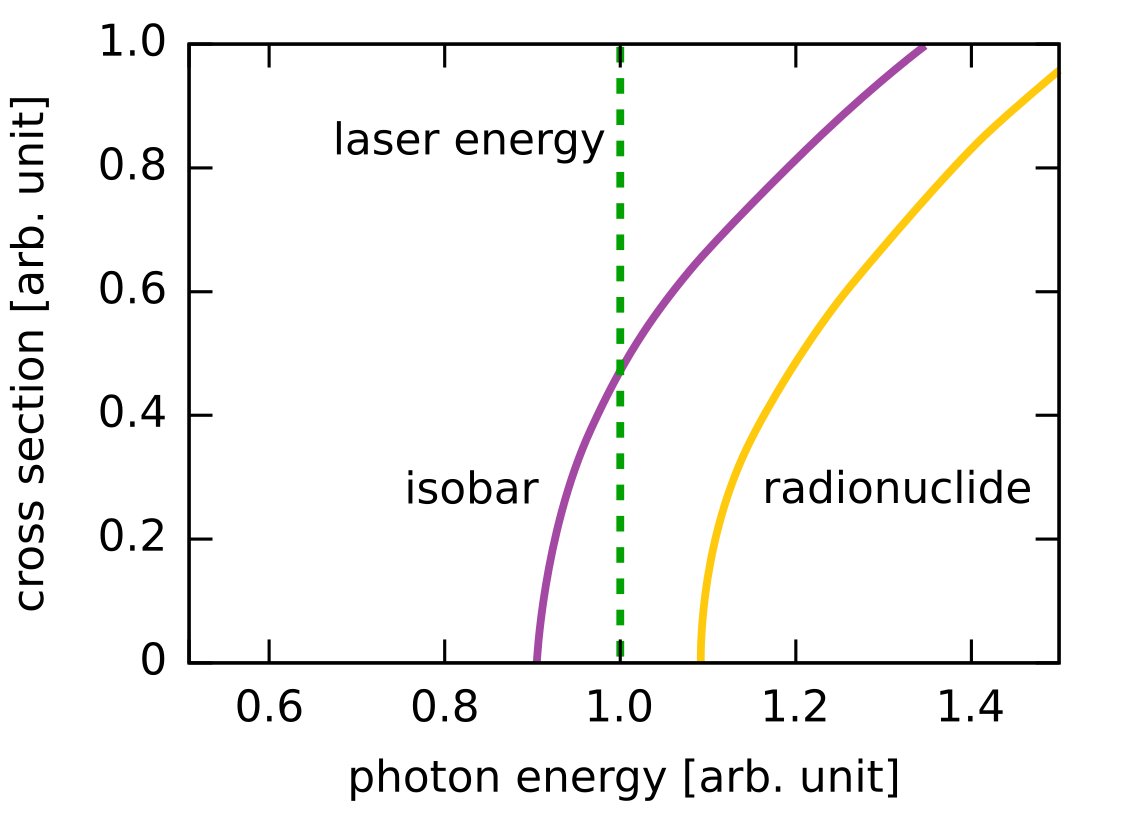 1.0
laser energy
0.8
0.6
isobar
radionuclide
0.4
0.2
0
0.6 0.8 1.0 1.2 1.4
photon energy [arb. unit]
cross section [arb. unit]